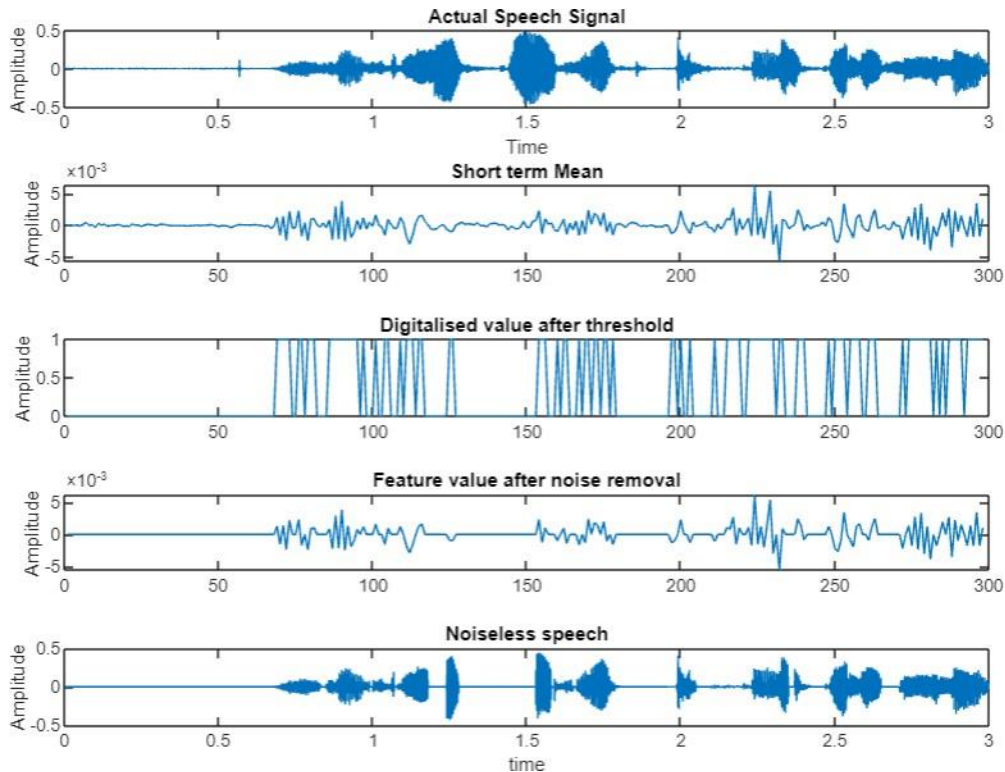 Actual Speech Signal
Amplitude
0.5
0
-0.5
0 0.5 1 1.5 2 2.5 3
Time
×10-3
Short term Mean
Amplitude
5
0
-5
0 50 100 150 200 250 300
Digitalised value after threshold
Amplitude
1
0.5
0
0 50 100 150 200 250 300
×10-3
Feature value after noise removal
Amplitude
5
0
-5
0 50 100 150 200 250 300
Noiseless speech
Amplitude
0.5
0
-0.5
0 0.5 1 1.5 2 2.5 3
time